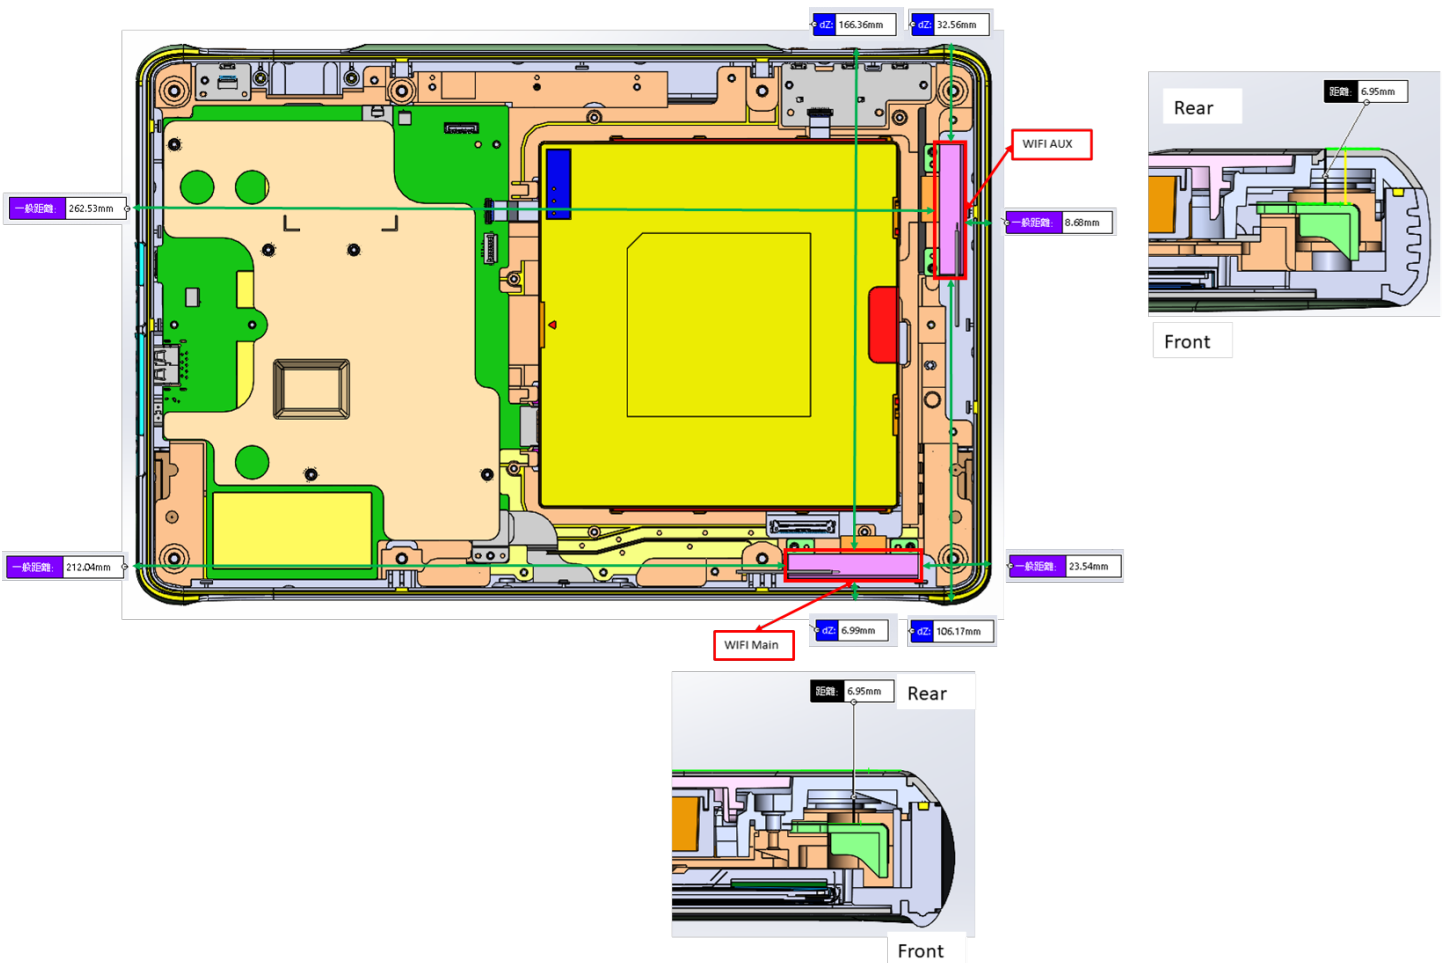 dZ: 166.36mm
dZ: 32.56mm
Rear
距離: 6.95mm
WIFI AUX
一般距離: 262.53mm
一般距離: 8.68mm
Front
一般距離: 212.04mm
一般距離: 23.54mm
dZ: 6.99mm
dZ: 106.17mm
WIFI Main
距離: 6.95mm
Rear
Front